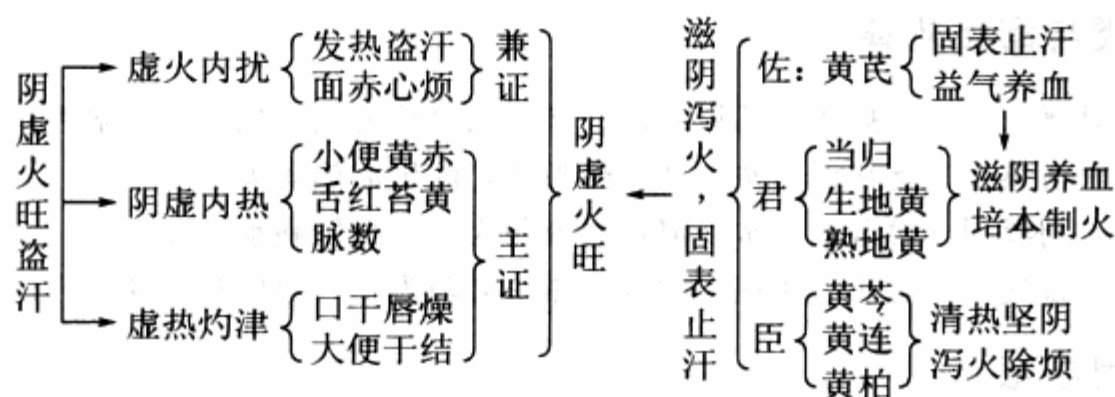 阴虚火旺盗汗
虚火内扰
发热盗汗
面赤心烦
兼证
阴虚内热
小便黄赤
舌红苔黄
脉数
虚热灼津
口干唇燥
大便干结
主证
阴虚火旺
滋阴泻火，固表止汗
佐：黄芪
固表止汗
益气养血
君
当归
生地黄
熟地黄
滋阴养血
培本制火
臣
黄芩
黄连
黄柏
清热坚阴
泻火除烦